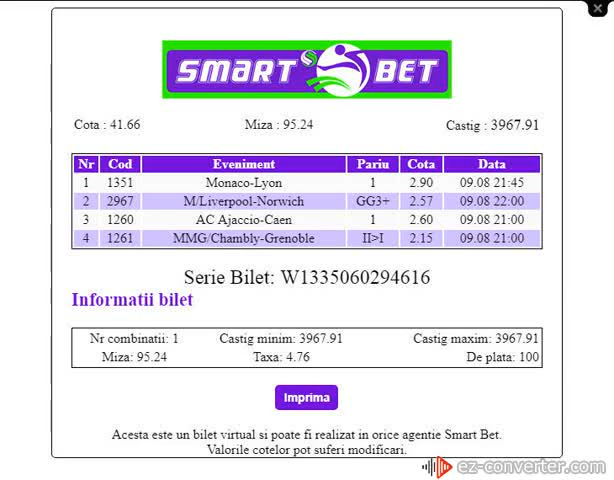 SMART S BET
Cota : 41.66 Miza : 95.24 Castig : 3967.91
Nr Cod Eveniment Pariu Cota Data
1 1351 Monaco-Lyon 1 2.90 09.08 21:45
2 2967 M/Liverpool-Norwich GG3+ 2.57 09.08 22:00
3 1260 AC Ajaccio-Caen 1 2.60 09.08 21:00
4 1261 MMG/Chambly-Grenoble II>I 2.15 09.08 21:00
Serie Bilet: W1335060294616
Informatii bilet
Nr combinatii: 1 Castig minim: 3967.91 Castig maxim: 3967.91
Miza: 95.24 Taxa: 4.76 De plata: 100
Imprima
Acesta este un bilet virtual si poate fi realizat in orice agentie Smart Bet.
Valorile cotelor pot suferi modificari.
ez-converter.com